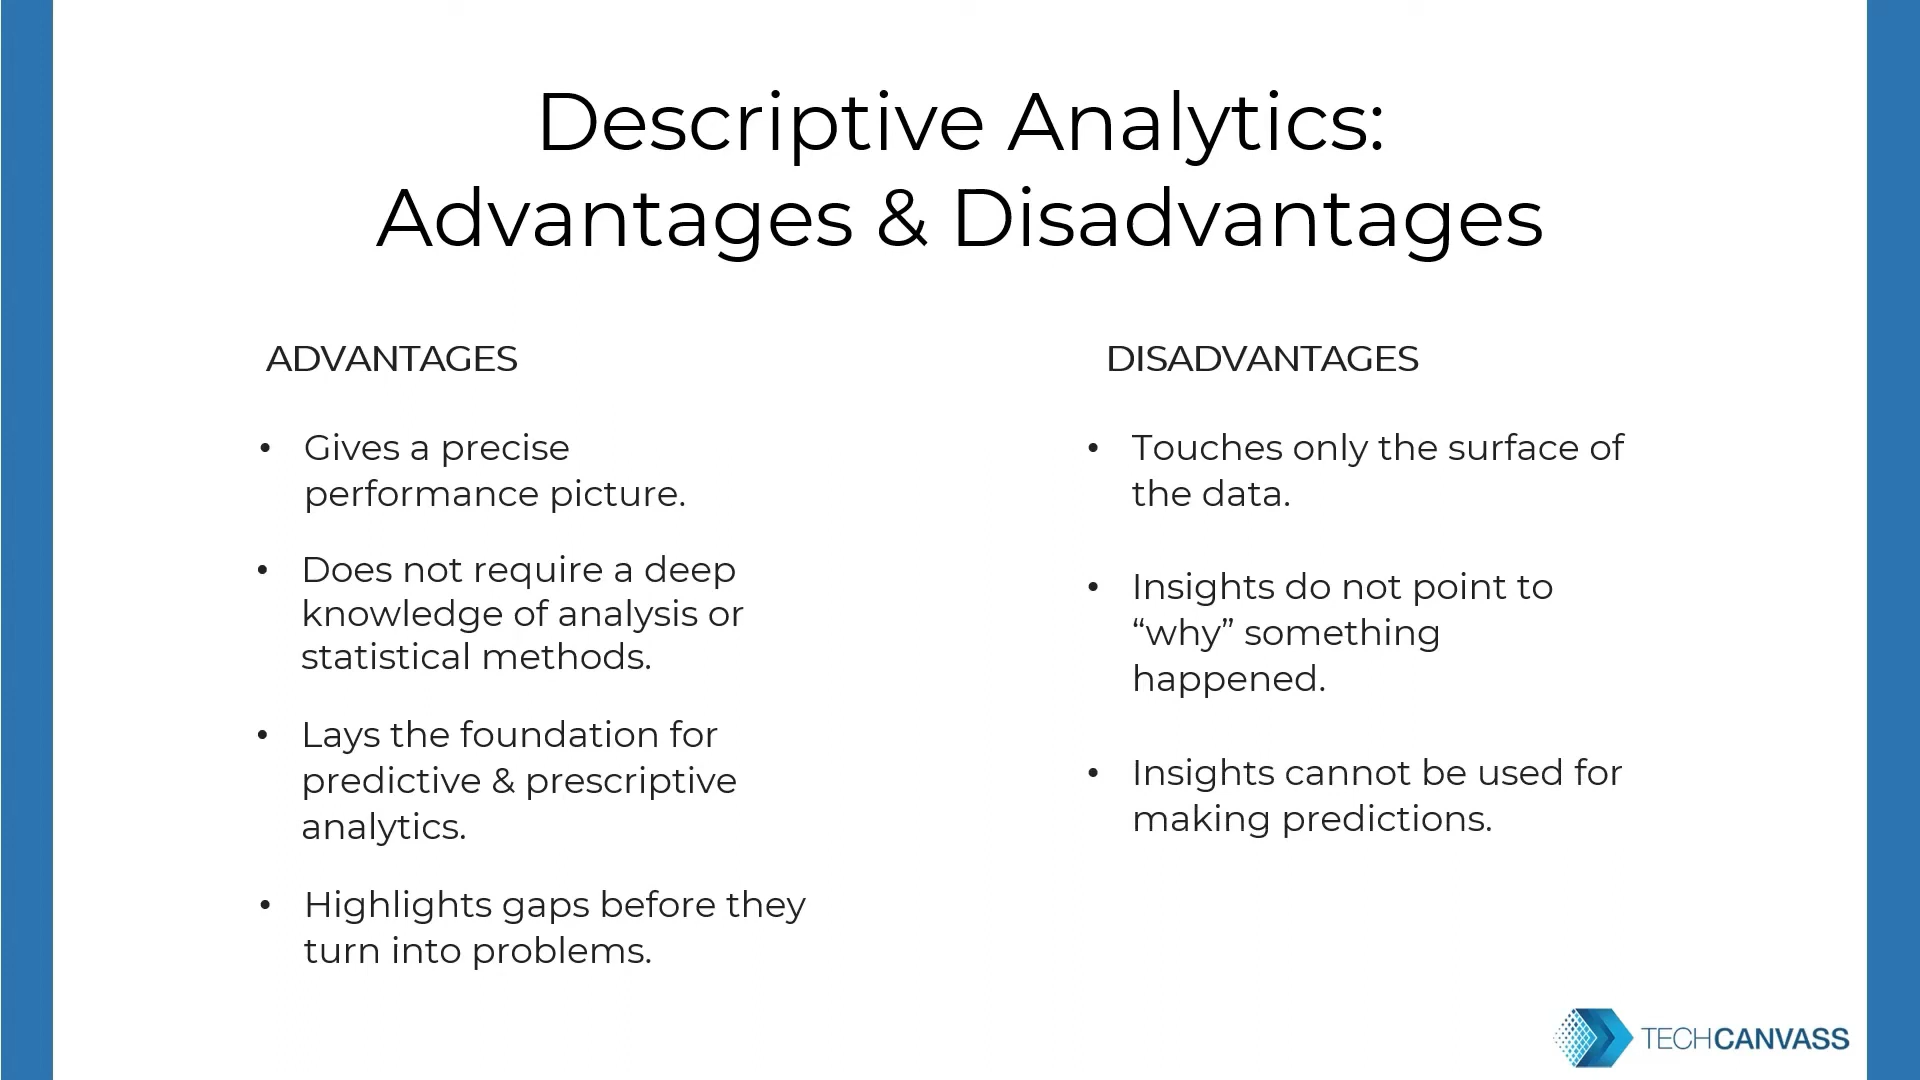 Descriptive Analytics:
Advantages & Disadvantages
ADVANTAGES
• Gives a precise
performance picture.
• Does not require a deep
knowledge of analysis or
statistical methods.
• Lays the foundation for
predictive & prescriptive
analytics.
• Highlights gaps before they
turn into problems.
DISADVANTAGES
• Touches only the surface of
the data.
• Insights do not point to
“why” something
happened.
• Insights cannot be used for
making predictions.
TECHCANVASS